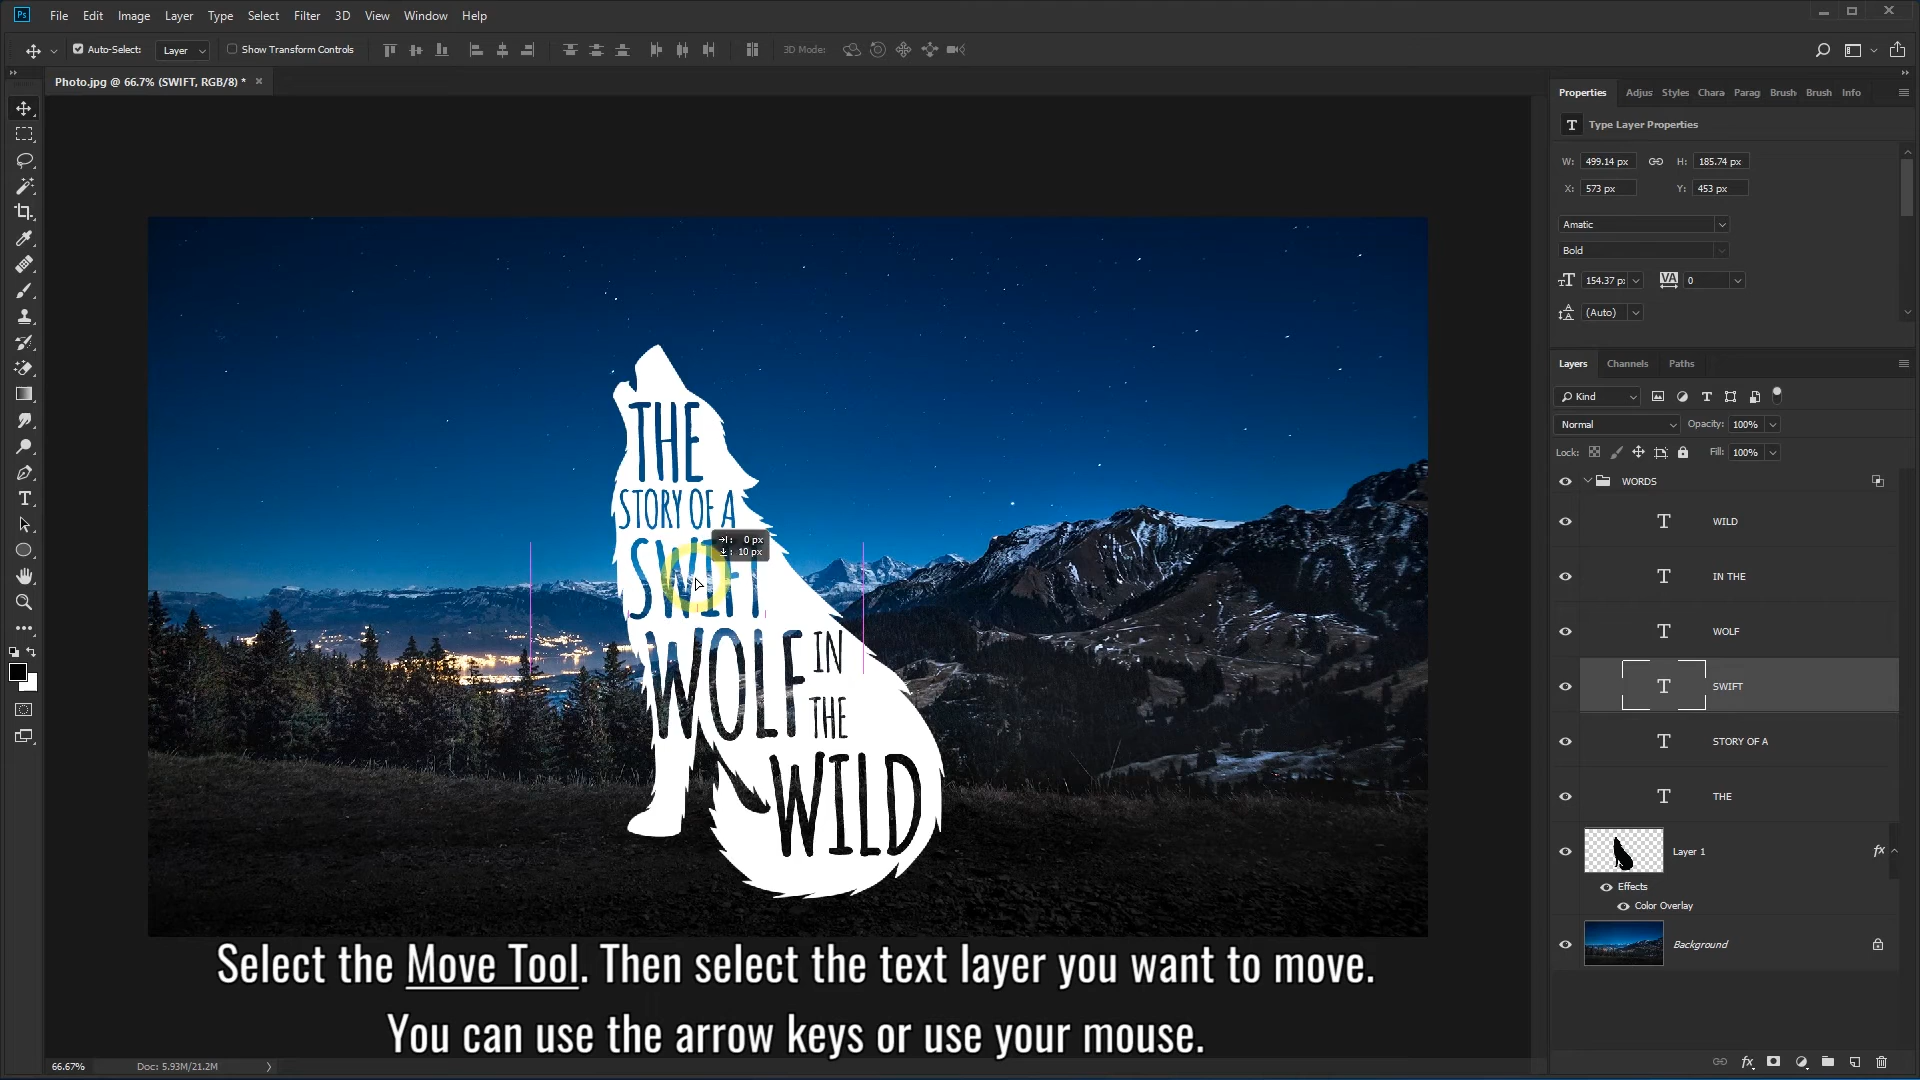 Ps File Edit Image Layer Type Select Filter 3D View Window Help
Auto-Select: Layer Show Transform Controls 3D Mode:
Photo.jpg @ 66.7% (SWIFT, RGB/8) *
Properties Adjus Styles Chara Parag Brush Brush Info
T Type Layer Properties
W: 499.14 px H: 185.74 px
X: 573 px Y: 453 px
Amatic
Bold
154.37 p: VA 0
(Auto)
Layers Channels Paths
Kind
Normal Opacity: 100%
Lock: Fill: 100%
WORDS
T WILD
T IN THE
T WOLF
T SWIFT
T STORY OF A
T THE
Layer 1 fx
Effects
Color Overlay
Background
THE
STORY OF A
SWIFT
0 px
10 px
WOLF IN
THE
WILD
Select the Move Tool. Then select the text layer you want to move.
You can use the arrow keys or use your mouse.
66.67% Doc: 5.93M/21.2M
fx